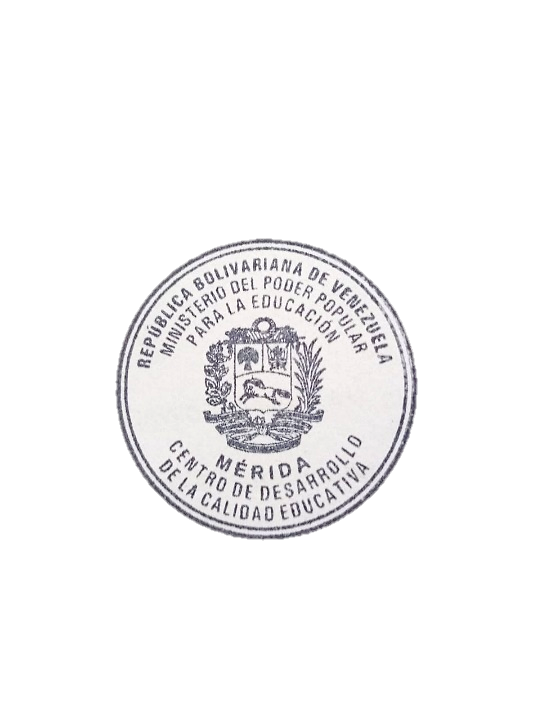 REPÚBLICA BOLIVARIANA DE VENEZUELA
MINISTERIO DEL PODER POPULAR
PARA LA EDUCACIÓN
MÉRIDA
CENTRO DE DESARROLLO
DE LA CALIDAD EDUCATIVA